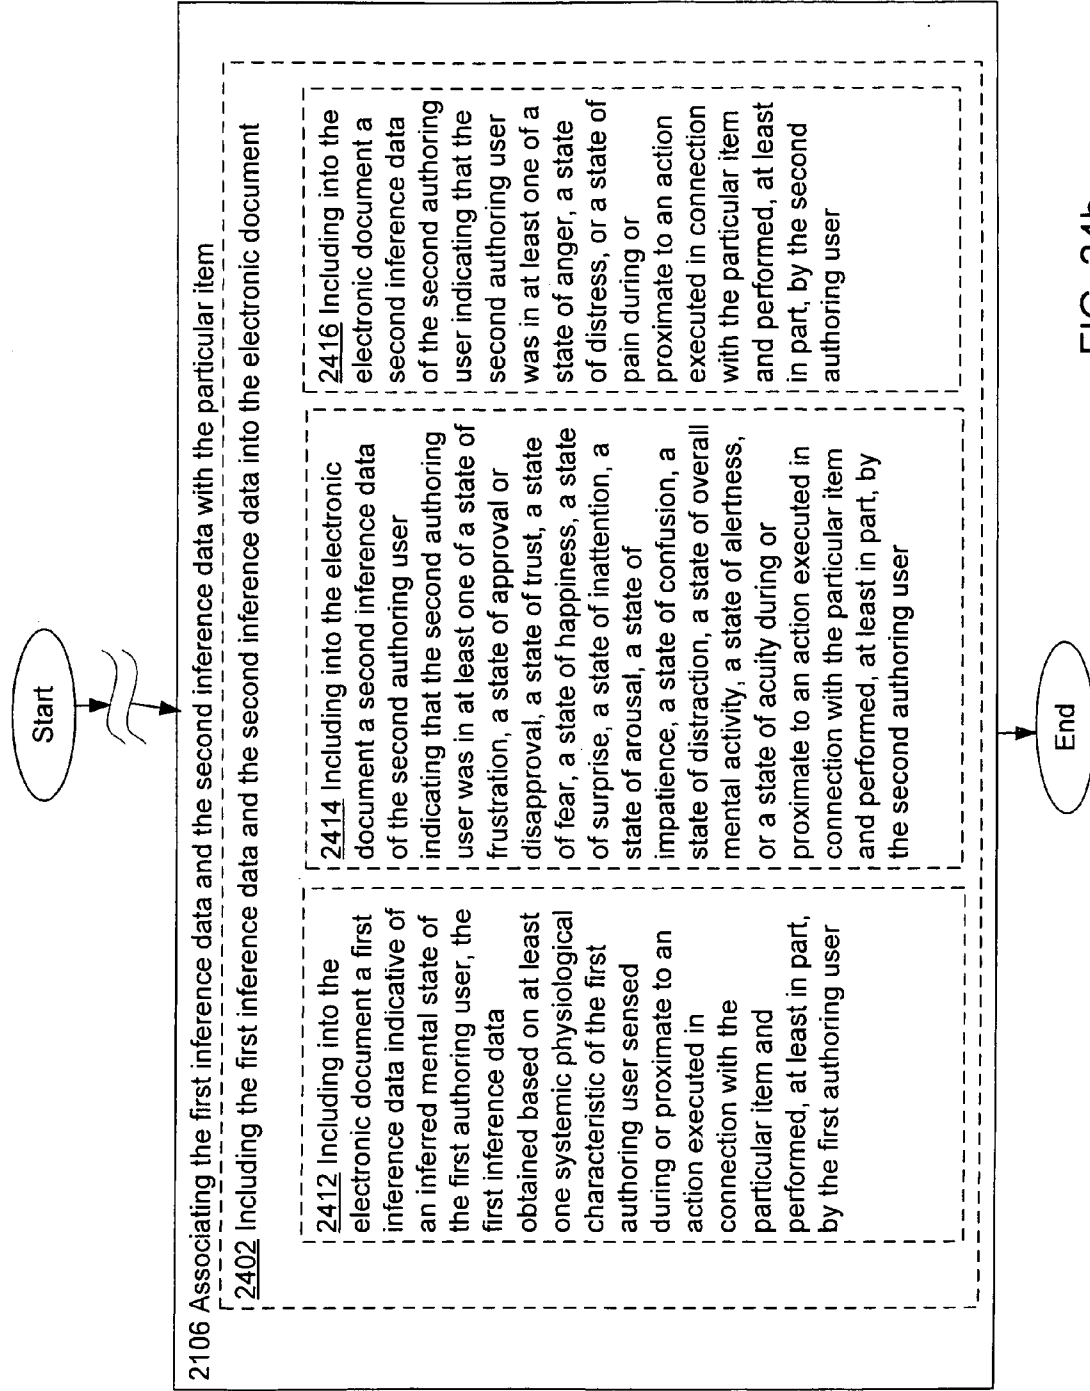 Start
2106 Associating the first inference data and the second inference data with the particular item
2402 Including the first inference data and the second inference data into the electronic document
2412 Including into the
electronic document a first
inference data indicative of
an inferred mental state of
the first authoring user, the
first inference data
obtained based on at least
one systemic physiological
characteristic of the first
authoring user sensed
during or proximate to an
action executed in
connection with the
particular item and
performed, at least in part,
by the first authoring user
2414 Including into the electronic
document a second inference data
of the second authoring user
indicating that the second authoring
user was in at least one of a state of
frustration, a state of approval or
disapproval, a state of trust, a state
of fear, a state of happiness, a state
of surprise, a state of inattention, a
state of arousal, a state of
impatience, a state of confusion, a
state of distraction, a state of overall
mental activity, a state of alertness,
or a state of acuity during or
proximate to an action executed in
connection with the particular item
and performed, at least in part, by
the second authoring user
2416 Including into the
electronic document a
second inference data
of the second authoring
user indicating that the
second authoring user
was in at least one of a
state of anger, a state
of distress, or a state of
pain during or
proximate to an action
executed in connection
with the particular item
and performed, at least
in part, by the second
authoring user
End
FIG. 24b